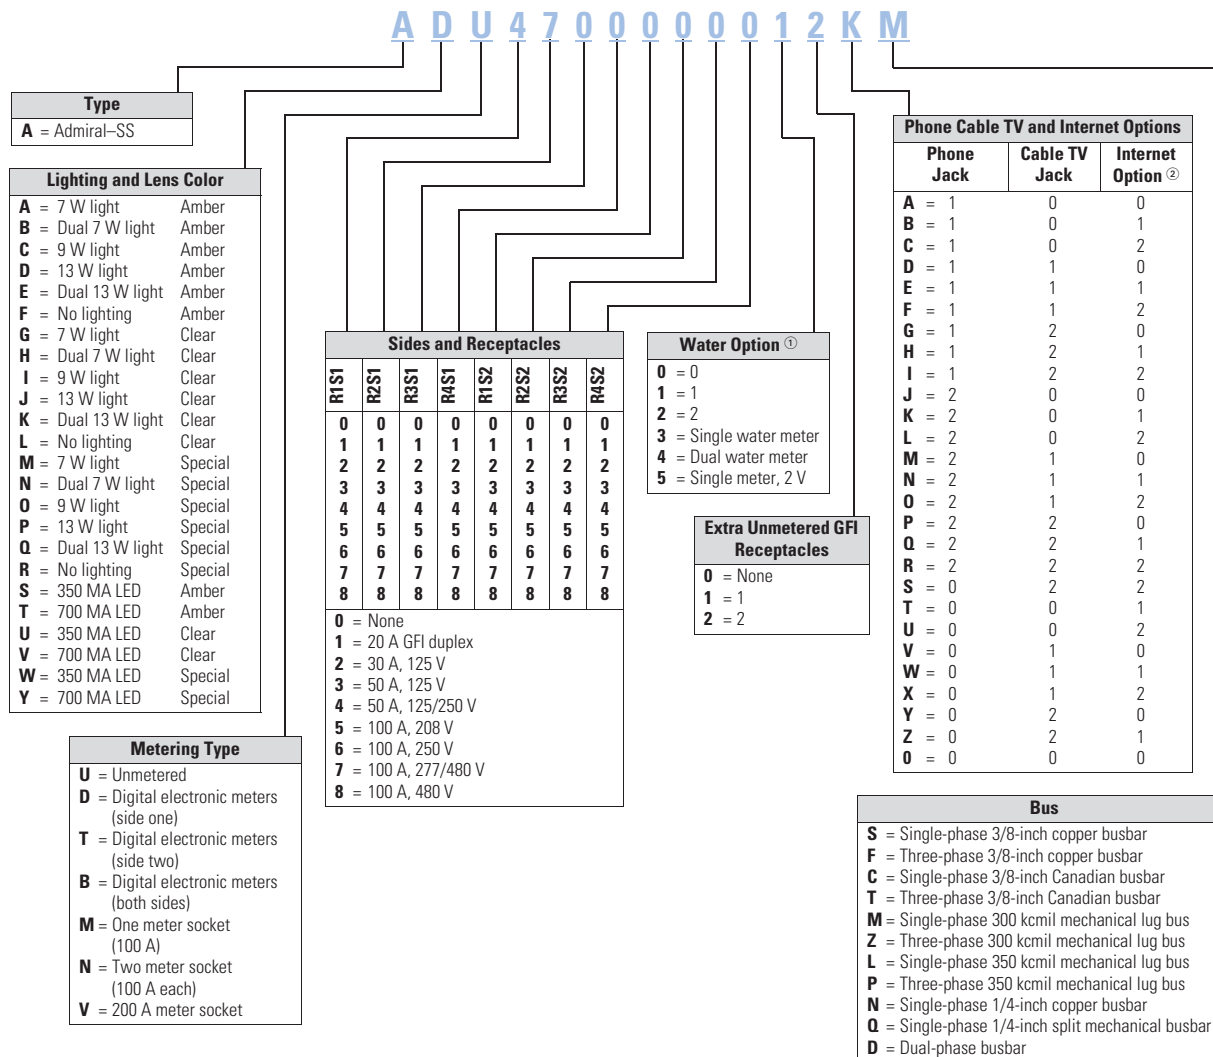 A D U 4 7 0 0 0 0 0 0 1 2 K M
Type
A = Admiral–SS
Lighting and Lens Color
A = 7 W light Amber
B = Dual 7 W light Amber
C = 9 W light Amber
D = 13 W light Amber
E = Dual 13 W light Amber
F = No lighting Amber
G = 7 W light Clear
H = Dual 7 W light Clear
I = 9 W light Clear
J = 13 W light Clear
K = Dual 13 W light Clear
L = No lighting Clear
M = 7 W light Special
N = Dual 7 W light Special
O = 9 W light Special
P = 13 W light Special
Q = Dual 13 W light Special
R = No lighting Special
S = 350 MA LED Amber
T = 700 MA LED Amber
U = 350 MA LED Clear
V = 700 MA LED Clear
W = 350 MA LED Special
Y = 700 MA LED Special
Metering Type
U = Unmetered
D = Digital electronic meters
(side one)
T = Digital electronic meters
(side two)
B = Digital electronic meters
(both sides)
M = One meter socket
(100 A)
N = Two meter socket
(100 A each)
V = 200 A meter socket
Sides and Receptacles
R1S1 R2S1 R3S1 R4S1 R1S2 R2S2 R3S2 R4S2
0 0 0 0 0 0 0 0
1 1 1 1 1 1 1 1
2 2 2 2 2 2 2 2
3 3 3 3 3 3 3 3
4 4 4 4 4 4 4 4
5 5 5 5 5 5 5 5
6 6 6 6 6 6 6 6
7 7 7 7 7 7 7 7
8 8 8 8 8 8 8 8
0 = None
1 = 20 A GFI duplex
2 = 30 A, 125 V
3 = 50 A, 125 V
4 = 50 A, 125/250 V
5 = 100 A, 208 V
6 = 100 A, 250 V
7 = 100 A, 277/480 V
8 = 100 A, 480 V
Water Option ①
0 = 0
1 = 1
2 = 2
3 = Single water meter
4 = Dual water meter
5 = Single meter, 2 V
Extra Unmetered GFI
Receptacles
0 = None
1 = 1
2 = 2
Phone Cable TV and Internet Options
Phone Cable TV Internet
Jack Jack Option ②
A = 1 0 0
B = 1 0 1
C = 1 0 2
D = 1 1 0
E = 1 1 1
F = 1 1 2
G = 1 2 0
H = 1 2 1
I = 1 2 2
J = 2 0 0
K = 2 0 1
L = 2 0 2
M = 2 1 0
N = 2 1 1
O = 2 1 2
P = 2 2 0
Q = 2 2 1
R = 2 2 2
S = 0 2 2
T = 0 0 1
U = 0 0 2
V = 0 1 0
W = 0 1 1
X = 0 1 2
Y = 0 2 0
Z = 0 2 1
0 = 0 0 0
Bus
S = Single-phase 3/8-inch copper busbar
F = Three-phase 3/8-inch copper busbar
C = Single-phase 3/8-inch Canadian busbar
T = Three-phase 3/8-inch Canadian busbar
M = Single-phase 300 kcmil mechanical lug bus
Z = Three-phase 300 kcmil mechanical lug bus
L = Single-phase 350 kcmil mechanical lug bus
P = Three-phase 350 kcmil mechanical lug bus
N = Single-phase 1/4-inch copper busbar
Q = Single-phase 1/4-inch split mechanical busbar
D = Dual-phase busbar